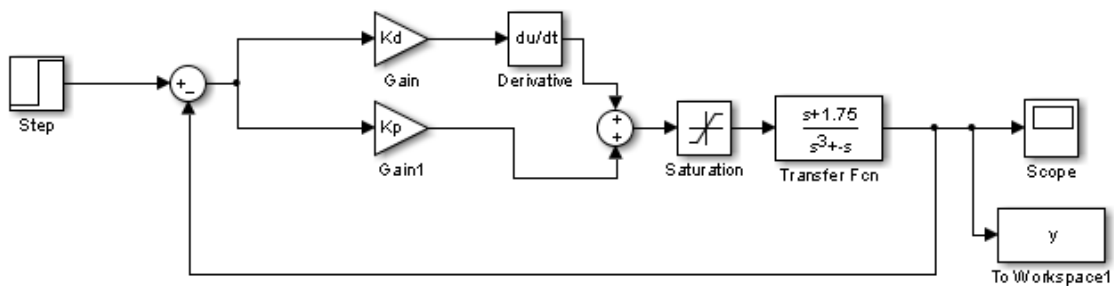 Step
+
−
Kd
Gain
du/dt
Derivative
Kp
Gain1
+
+
Saturation
s+1.75
s3+-s
Transfer Fcn
Scope
y
To Workspace1